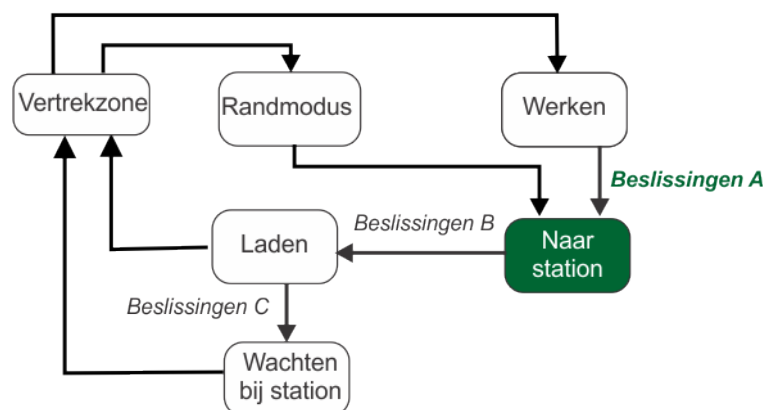 Vertrekzone
Randmodus
Werken
Beslissingen A
Beslissingen B
Naar
station
Laden
Beslissingen C
Wachten
bij station